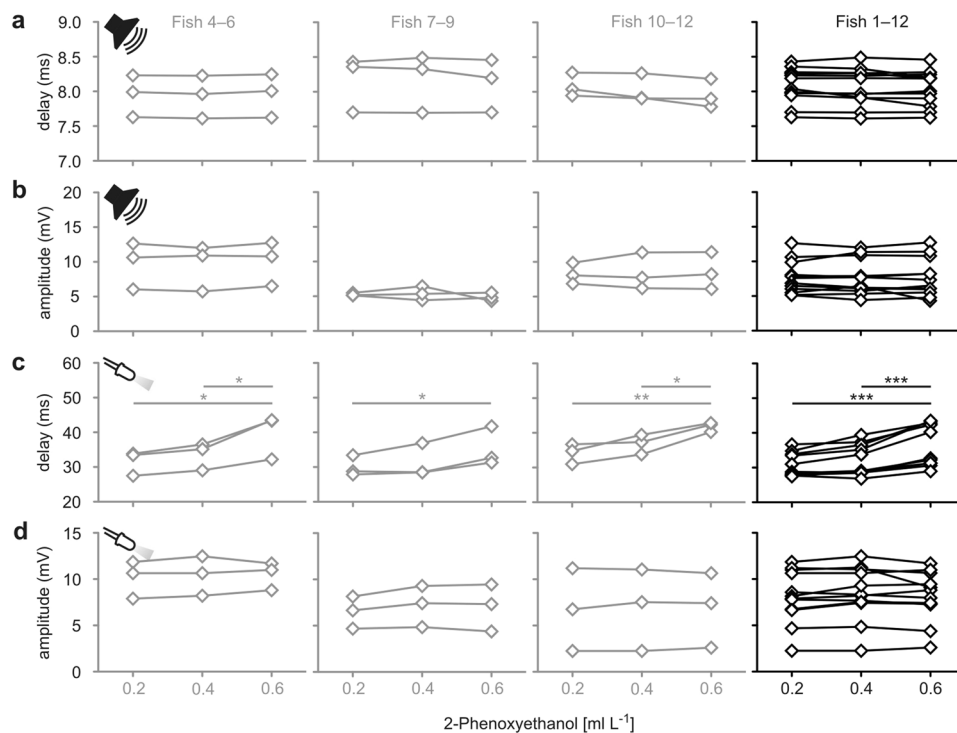 a
Fish 4–6
Fish 7–9
Fish 10–12
Fish 1–12
delay (ms)
9.0
8.5
8.0
7.5
7.0
b
amplitude (mV)
20
15
10
5
0
c
delay (ms)
60
50
40
30
20
*
*
*
*
**
***
***
d
amplitude (mV)
15
10
5
0
0.2 0.4 0.6 0.2 0.4 0.6 0.2 0.4 0.6 0.2 0.4 0.6
2-Phenoxyethanol [ml L⁻¹]